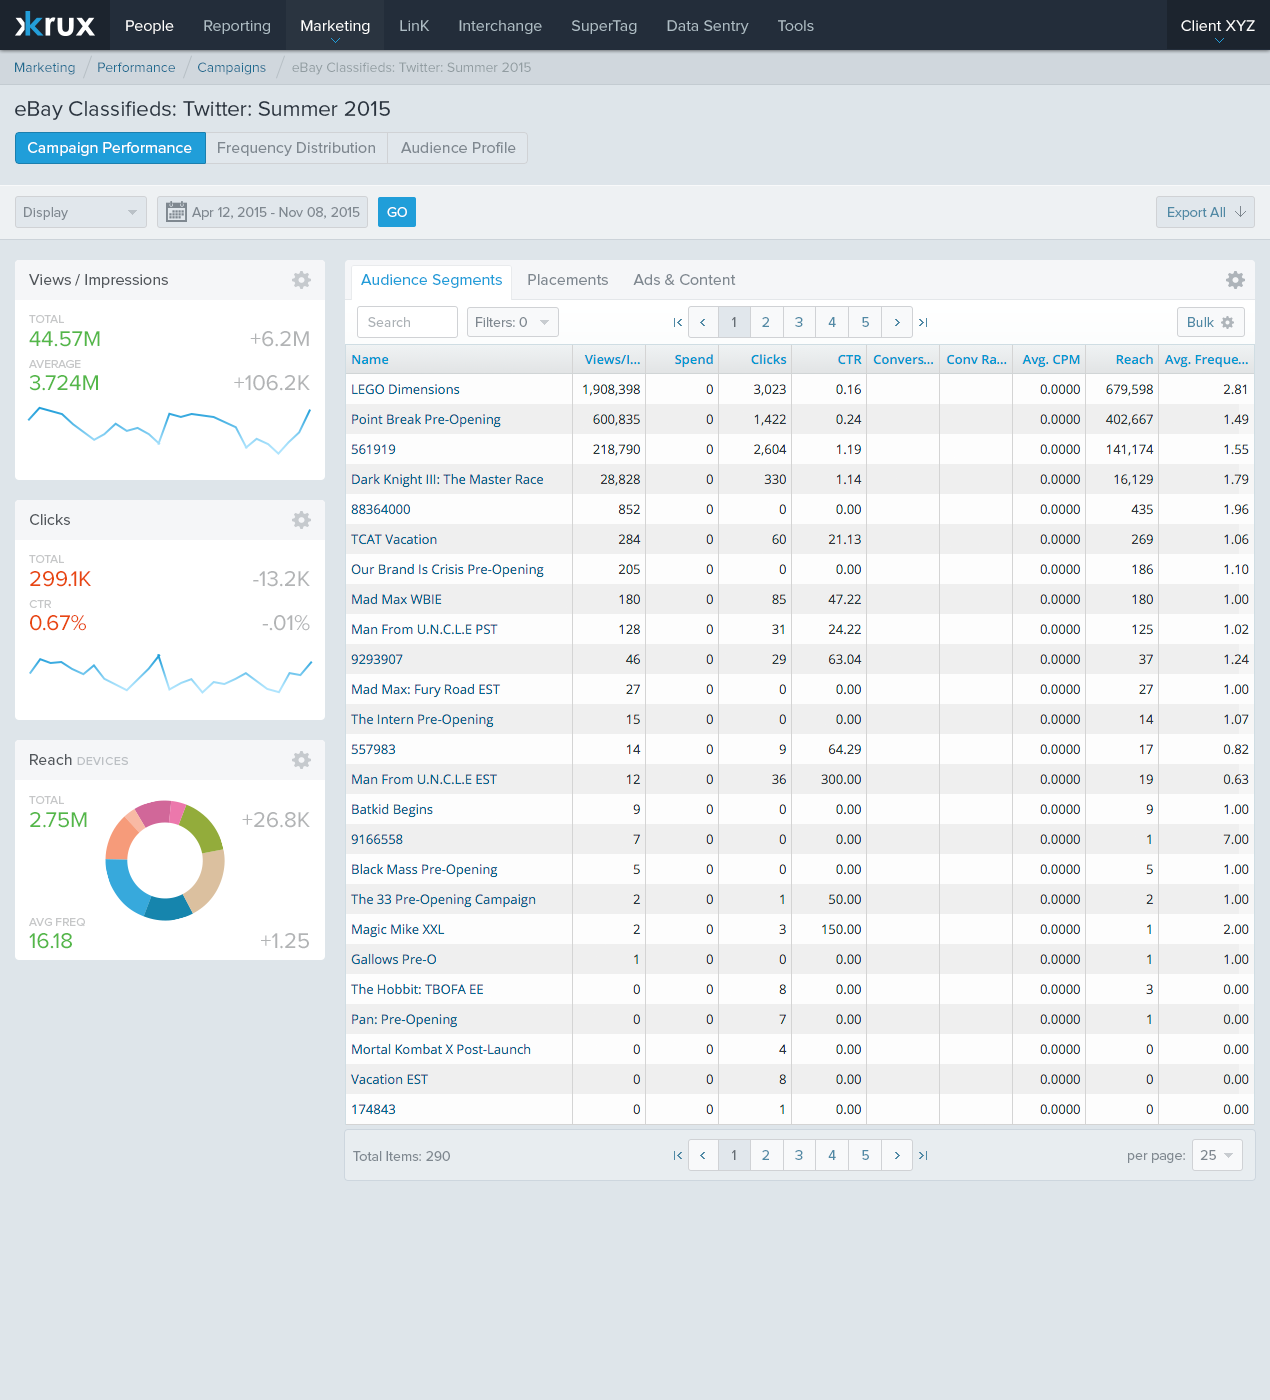 krux People Reporting Marketing LinK Interchange SuperTag Data Sentry Tools Client XYZ
Marketing / Performance / Campaigns / eBay Classifieds: Twitter: Summer 2015
eBay Classifieds: Twitter: Summer 2015
Campaign Performance Frequency Distribution Audience Profile
Display Apr 12, 2015 - Nov 08, 2015 GO Export All
Views / Impressions
TOTAL
44.57M +6.2M
AVERAGE
3.724M +106.2K
Clicks
TOTAL
299.1K -13.2K
CTR
0.67% -.01%
Reach DEVICES
TOTAL
2.75M +26.8K
AVG FREQ
16.18 +1.25
Audience Segments Placements Ads & Content
Search Filters: 0 1 2 3 4 5 Bulk
Name Views/I... Spend Clicks CTR Convers... Conv Ra... Avg. CPM Reach Avg. Freque...
LEGO Dimensions 1,908,398 0 3,023 0.16 0.0000 679,598 2.81
Point Break Pre-Opening 600,835 0 1,422 0.24 0.0000 402,667 1.49
561919 218,790 0 2,604 1.19 0.0000 141,174 1.55
Dark Knight III: The Master Race 28,828 0 330 1.14 0.0000 16,129 1.79
88364000 852 0 0 0.00 0.0000 435 1.96
TCAT Vacation 284 0 60 21.13 0.0000 269 1.06
Our Brand Is Crisis Pre-Opening 205 0 0 0.00 0.0000 186 1.10
Mad Max WBIE 180 0 85 47.22 0.0000 180 1.00
Man From U.N.C.L.E PST 128 0 31 24.22 0.0000 125 1.02
9293907 46 0 29 63.04 0.0000 37 1.24
Mad Max: Fury Road EST 27 0 0 0.00 0.0000 27 1.00
The Intern Pre-Opening 15 0 0 0.00 0.0000 14 1.07
557983 14 0 9 64.29 0.0000 17 0.82
Man From U.N.C.L.E EST 12 0 36 300.00 0.0000 19 0.63
Batkid Begins 9 0 0 0.00 0.0000 9 1.00
9166558 7 0 0 0.00 0.0000 1 7.00
Black Mass Pre-Opening 5 0 0 0.00 0.0000 5 1.00
The 33 Pre-Opening Campaign 2 0 1 50.00 0.0000 2 1.00
Magic Mike XXL 2 0 3 150.00 0.0000 1 2.00
Gallows Pre-O 1 0 0 0.00 0.0000 1 1.00
The Hobbit: TBOFA EE 0 0 8 0.00 0.0000 3 0.00
Pan: Pre-Opening 0 0 7 0.00 0.0000 1 0.00
Mortal Kombat X Post-Launch 0 0 4 0.00 0.0000 0 0.00
Vacation EST 0 0 8 0.00 0.0000 0 0.00
174843 0 0 1 0.00 0.0000 0 0.00
Total Items: 290 1 2 3 4 5 per page: 25